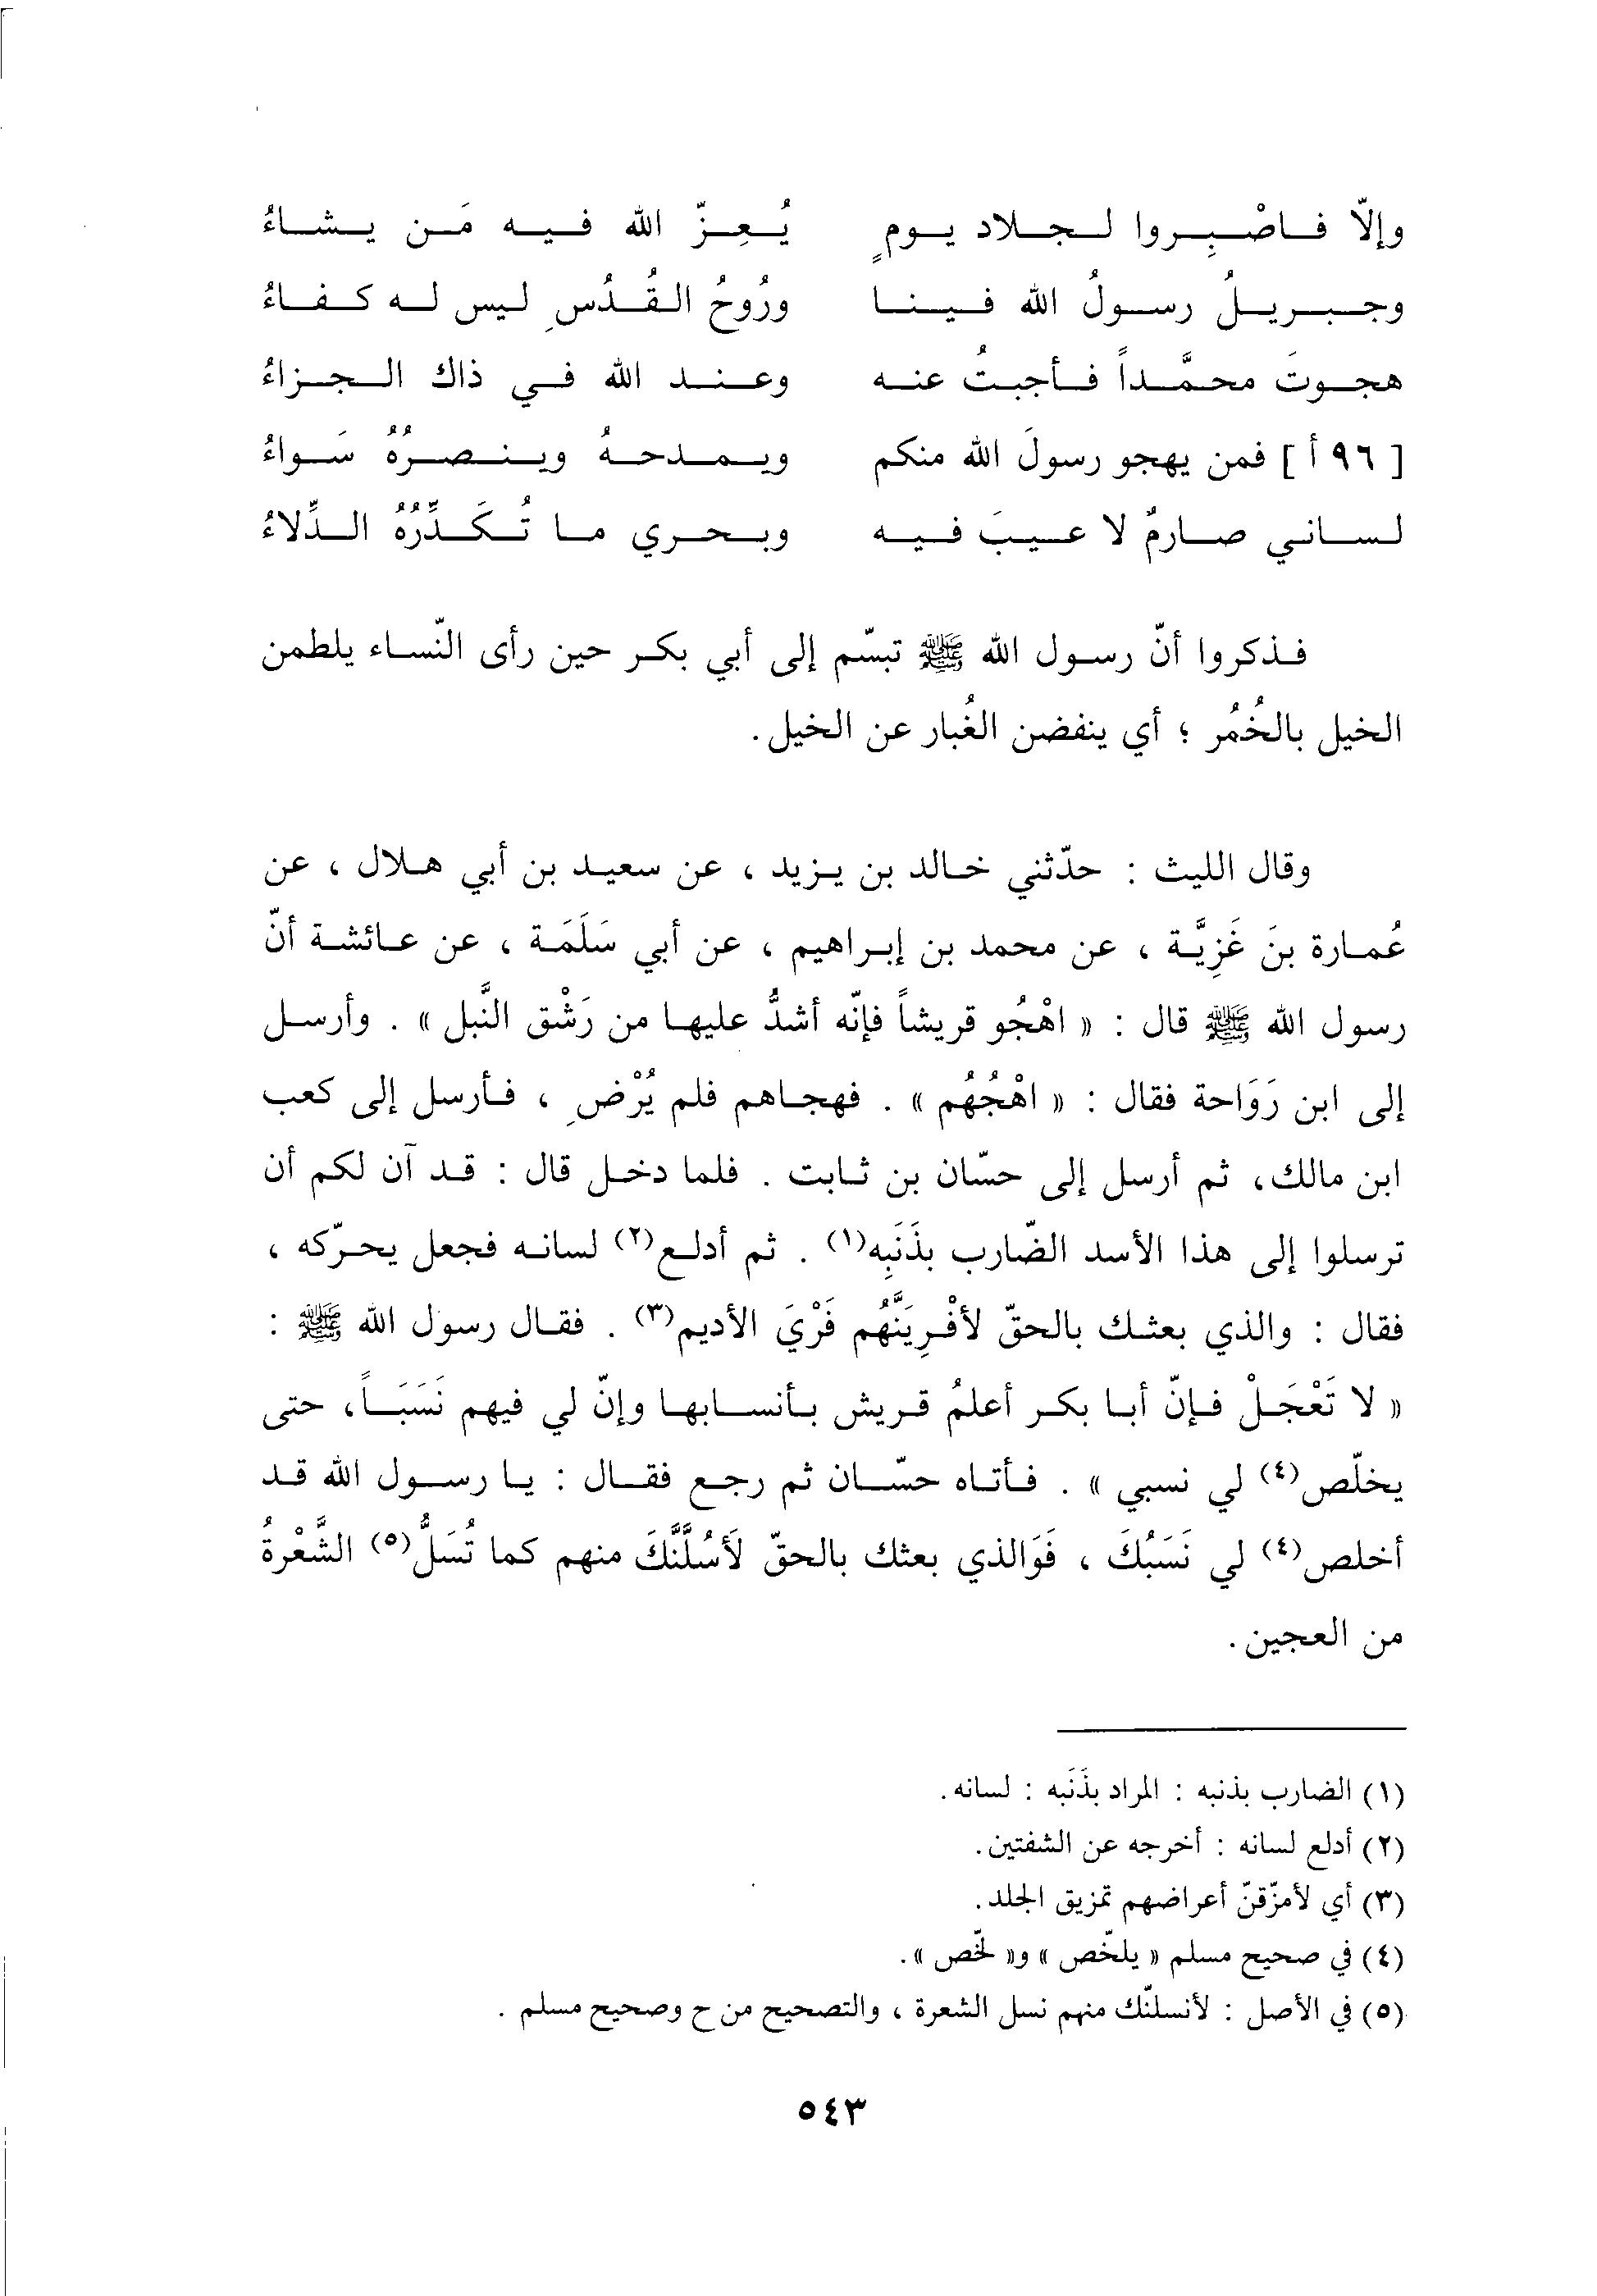 وإلاّ فاصْبِروا لجلاد يومٍ يُعِزّ الله فيه مَن يشاءُ
وجبريلُ رسولُ الله فينا ورُوحُ القُدُسِ ليس له كفاءُ
هجوتَ محمَّداً فأجبتُ عنه وعند الله في ذاك الجزاءُ
[ ٩٦ أ ] فمن يهجو رسولَ الله منكم ويمدحهُ وينصرُهُ سَواءُ
لساني صارمٌ لا عيبَ فيه وبحري ما تُكَدِّرُهُ الدِّلاءُ
فذكروا أنّ رسول الله ﷺ تبسّم إلى أبي بكر حين رأى النّساء يلطمن
الخيل بالخُمُر ؛ أي ينفضن الغُبار عن الخيل.
وقال الليث : حدّثني خالد بن يزيد ، عن سعيد بن أبي هلال ، عن
عُمارة بنَ غَزِيَّة ، عن محمد بن إبراهيم ، عن أبي سَلَمَة ، عن عائشة أنّ
رسول الله ﷺ قال : « اهْجُو قريشاً فإنّه أشدُّ عليها من رَشْق النَّبل » . وأرسل
إلى ابن رَوَاحة فقال : « اهْجُهُم » . فهجاهم فلم يُرْضِ ، فأرسل إلى كعب
ابن مالك، ثم أرسل إلى حسّان بن ثابت . فلما دخل قال : قد آن لكم أن
ترسلوا إلى هذا الأسد الضّارب بذَنَبِه(١) . ثم أدلع(٢) لسانه فجعل يحرّكه ،
فقال : والذي بعثك بالحقّ لأفْرِيَنَّهُم فَرْيَ الأديم(٣) . فقال رسول الله ﷺ :
« لا تَعْجَلْ فإنّ أبا بكر أعلمُ قريش بأنسابها وإنّ لي فيهم نَسَبَاً، حتى
يخلّص(٤) لي نسبي » . فأتاه حسّان ثم رجع فقال : يا رسول الله قد
أخلص(٤) لي نَسَبُكَ ، فَوَالذي بعثك بالحقّ لَأسُلَّنَّكَ منهم كما تُسَلُّ(٥) الشَّعْرةُ
من العجين.
(١) الضارب بذنبه : المراد بذَنَبه : لسانه.
(٢) أدلع لسانه : أخرجه عن الشفتين.
(٣) أي لأمزّقنّ أعراضهم تمزيق الجلد.
(٤) في صحيح مسلم « يلخّص » و« لخّص ».
(٥) في الأصل : لأنسلنّك منهم نسل الشعرة ، والتصحيح من ح وصحيح مسلم .
٥٤٣